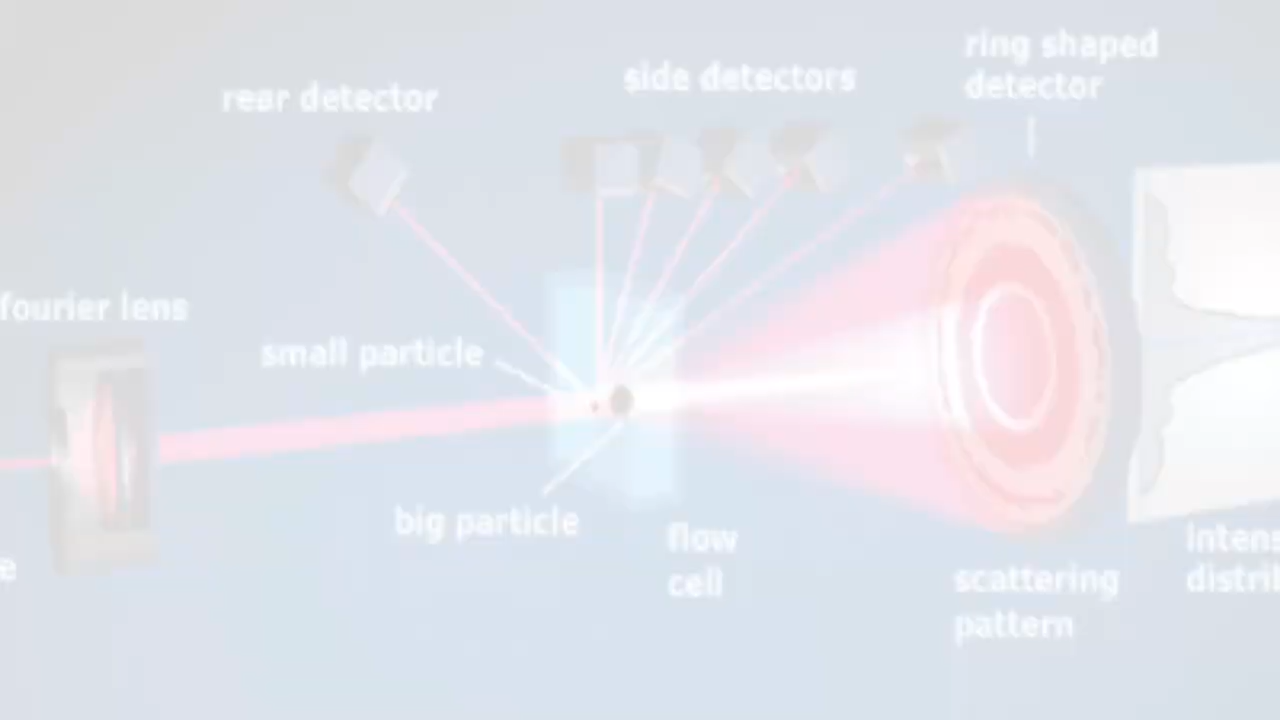 ring shaped
detector
side detectors
rear detector
fourier lens
small particle
big particle
flow
cell
scattering
pattern